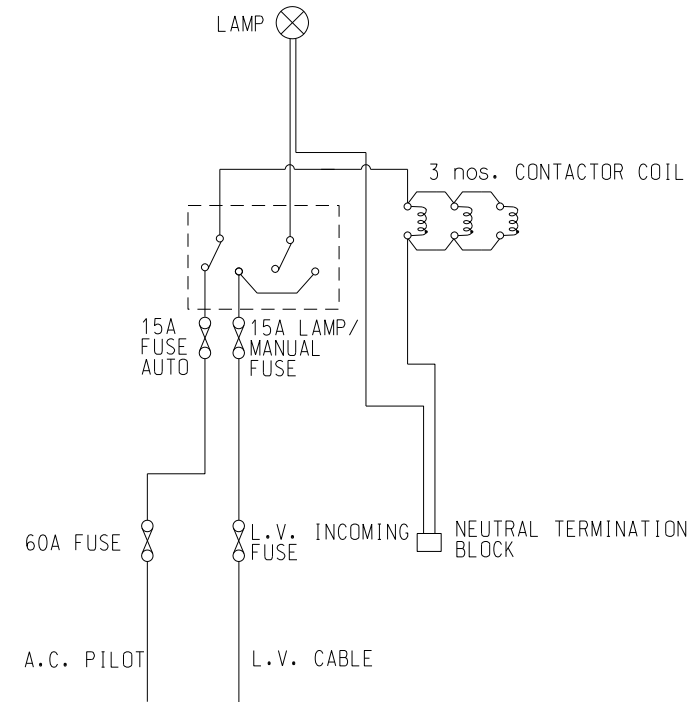 LAMP
3 nos. CONTACTOR COIL
15A
FUSE
AUTO
15A LAMP/
MANUAL
FUSE
60A FUSE
L.V. INCOMING
FUSE
NEUTRAL TERMINATION
BLOCK
A.C. PILOT
L.V. CABLE